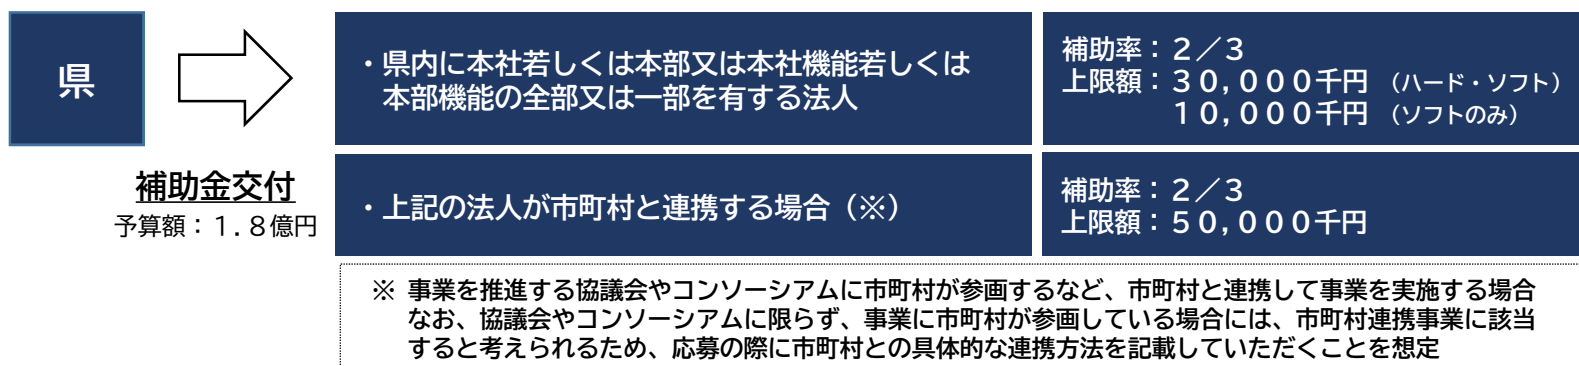 県
・県内に本社若しくは本部又は本社機能若しくは
本部機能の全部又は一部を有する法人
補助率：２／３
上限額：３０,０００千円 （ハード・ソフト）
１０,０００千円 （ソフトのみ）
補助金交付
予算額：１.８億円
・上記の法人が市町村と連携する場合（※）
補助率：２／３
上限額：５０,０００千円
※ 事業を推進する協議会やコンソーシアムに市町村が参画するなど、市町村と連携して事業を実施する場合
なお、協議会やコンソーシアムに限らず、事業に市町村が参画している場合には、市町村連携事業に該当
すると考えられるため、応募の際に市町村との具体的な連携方法を記載していただくことを想定